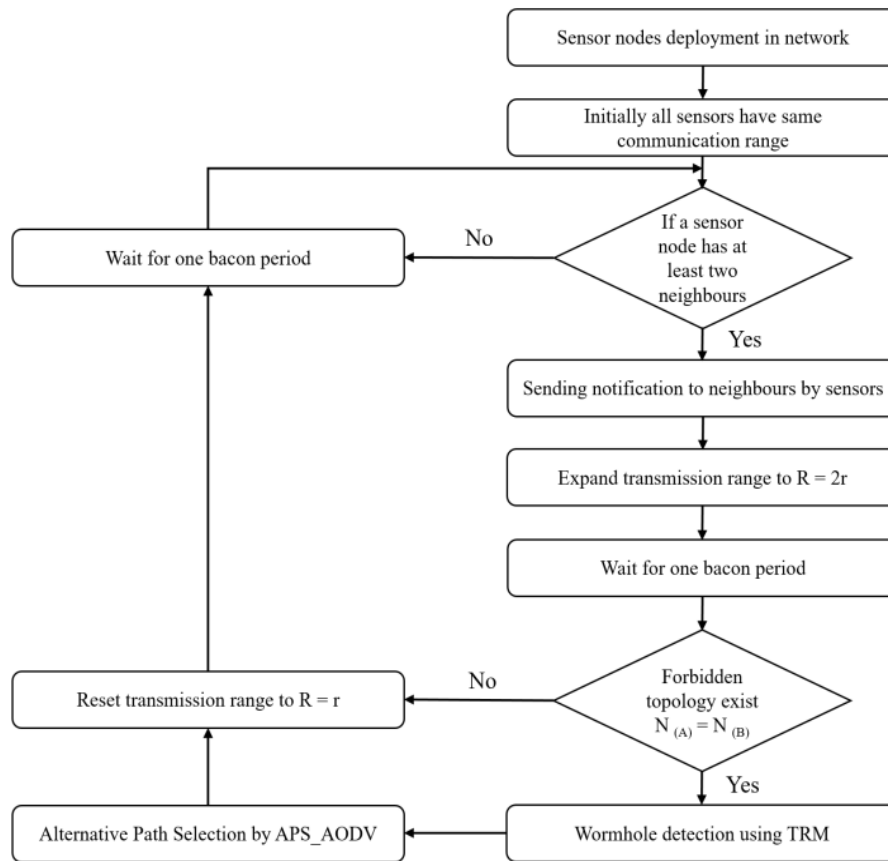 Sensor nodes deployment in network
Initially all sensors have same
communication range
If a sensor
node has at
least two
neighbours
No
Wait for one bacon period
Yes
Sending notification to neighbours by sensors
Expand transmission range to R = 2r
Wait for one bacon period
Forbidden
topology exist
N (A) = N (B)
No
Reset transmission range to R = r
Yes
Wormhole detection using TRM
Alternative Path Selection by APS_AODV